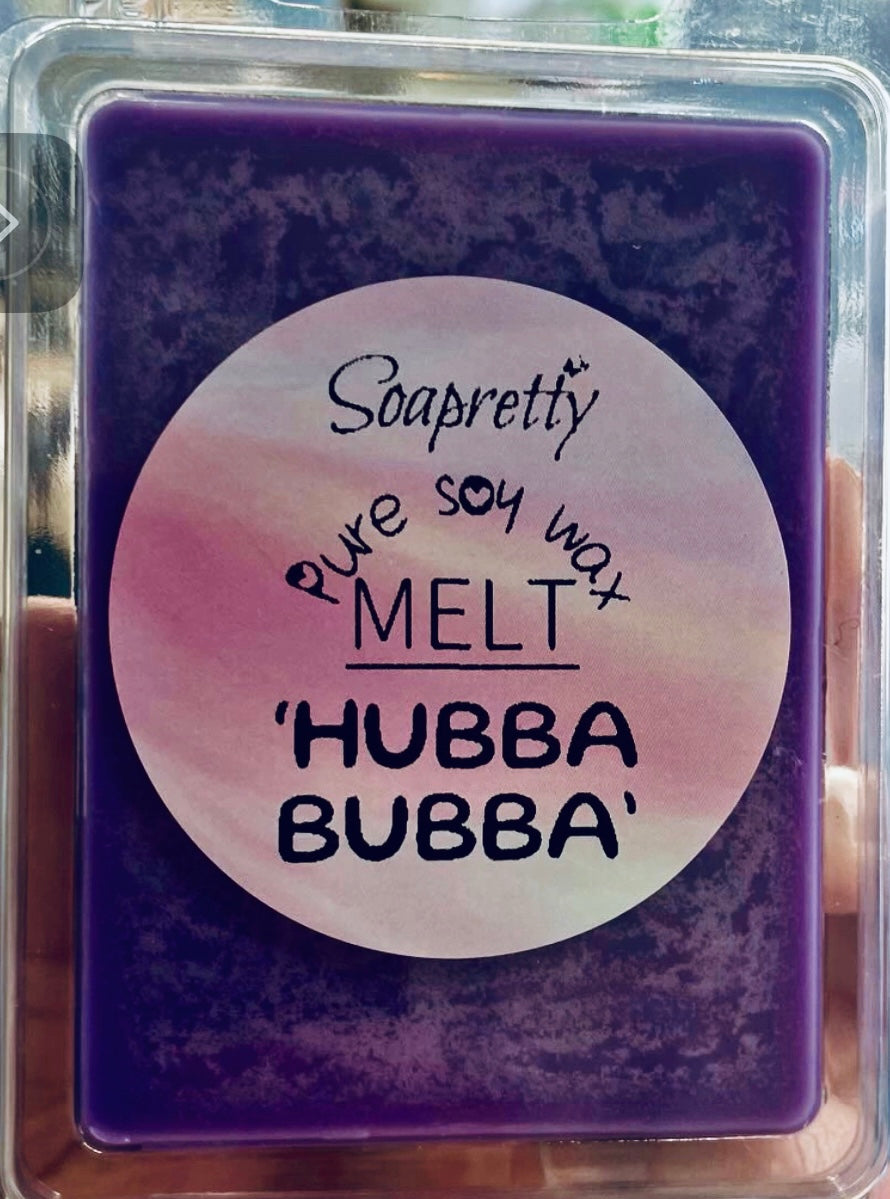 Soapretty
Pure soy wax
MELT
'HUBBA
BUBBA'